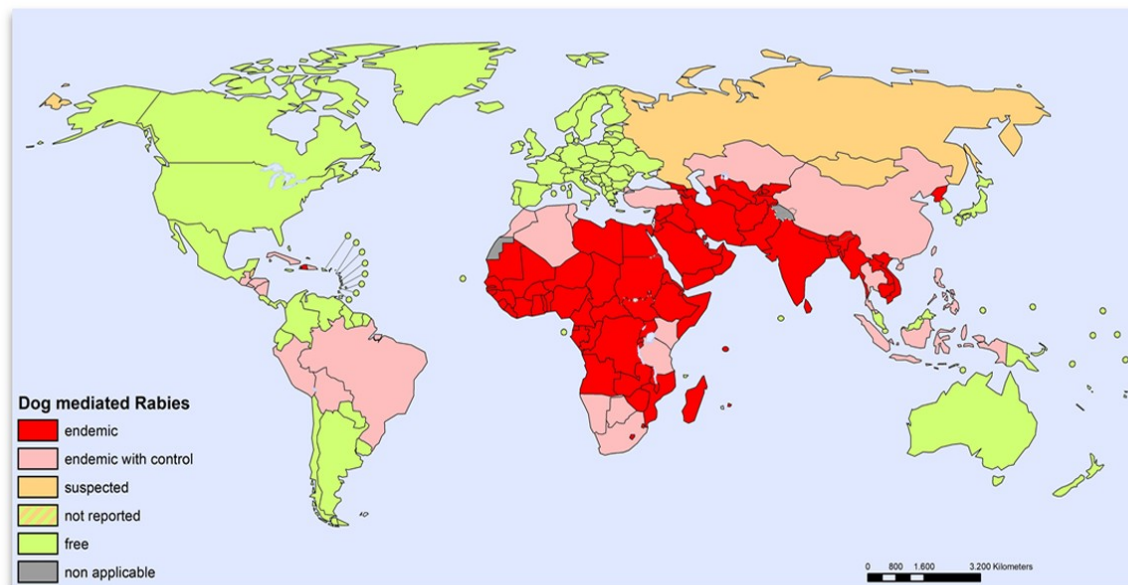 Dog mediated Rabies
endemic
endemic with control
suspected
not reported
free
non applicable
0 800 1.600 3.200 Kilometers